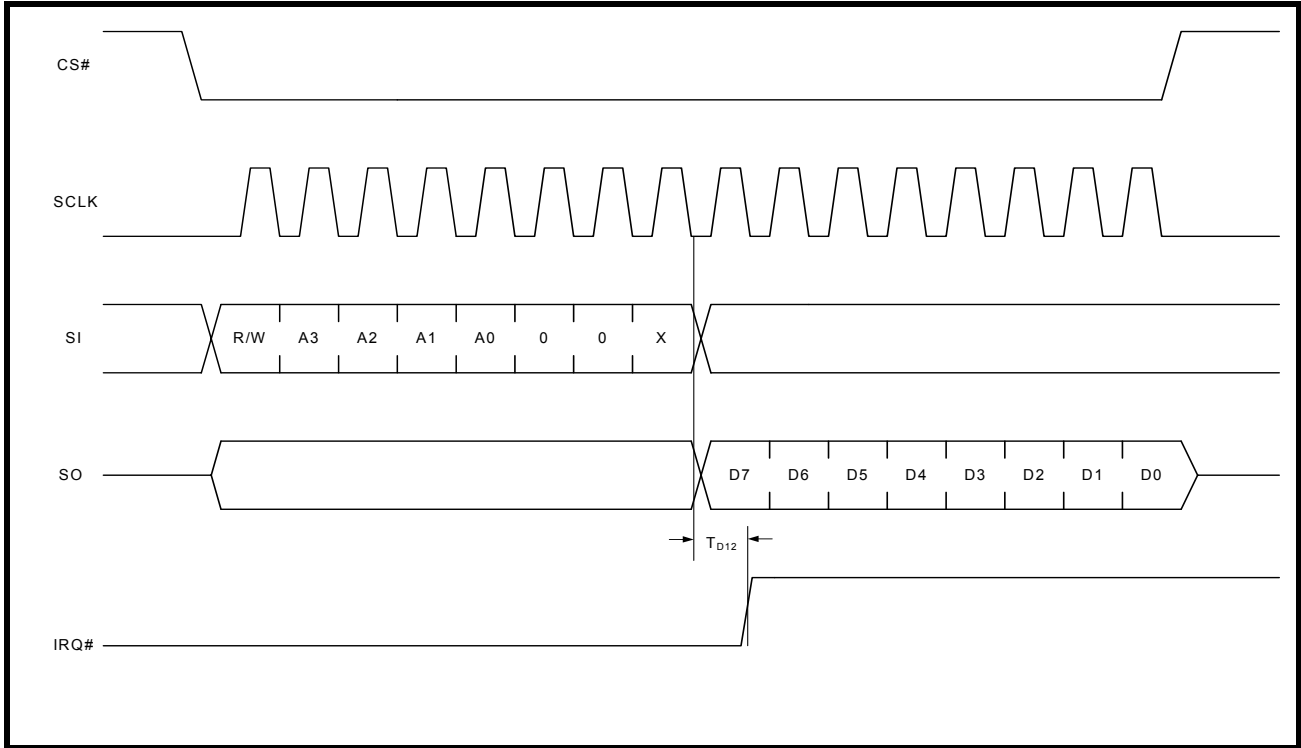 CS#
SCLK
SI
R/W A3 A2 A1 A0 0 0 X
SO
D7 D6 D5 D4 D3 D2 D1 D0
TD12
IRQ#